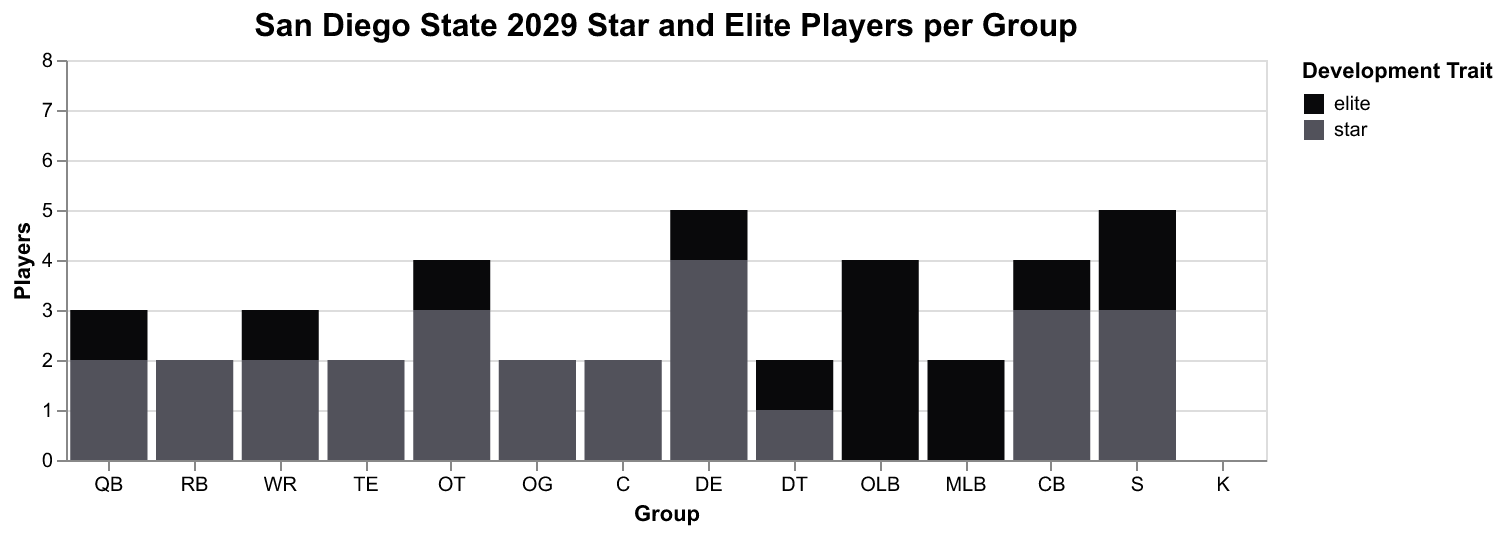 San Diego State 2029 Star and Elite Players per Group
8
7
6
5
4
3
2
1
0
Players
QB RB WR TE OT OG C DE DT OLB MLB CB S K
Group
Development Trait
elite
star